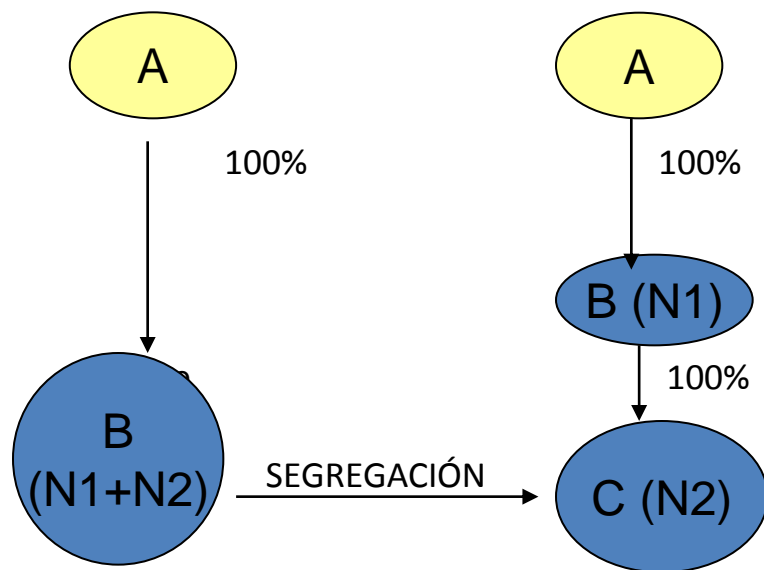 A
A
100%
100%
B (N1)
100%
B
(N1+N2)
SEGREGACIÓN
C (N2)